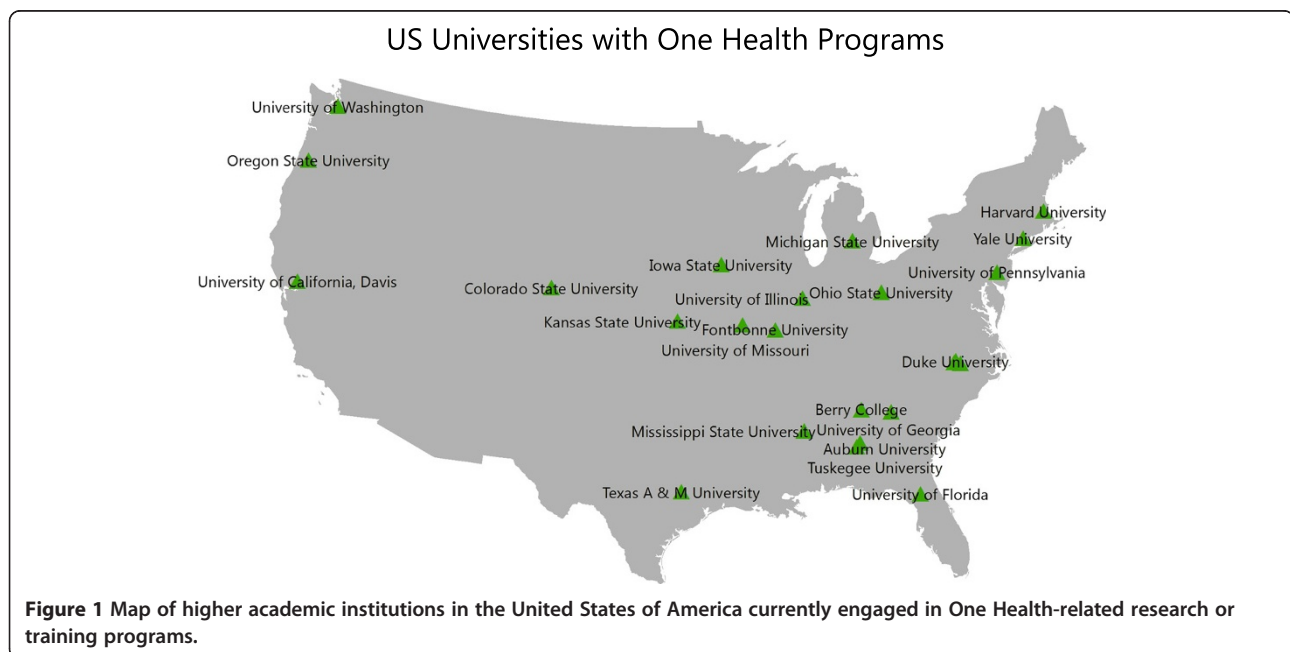 US Universities with One Health Programs
University of Washington
Oregon State University
Harvard University
Michigan State University
Yale University
Iowa State University
University of Pennsylvania
University of California, Davis
Colorado State University
University of Illinois
Ohio State University
Kansas State University
Fontbonne University
University of Missouri
Duke University
Berry College
Mississippi State University
University of Georgia
Auburn University
Tuskegee University
Texas A & M University
University of Florida
Figure 1 Map of higher academic institutions in the United States of America currently engaged in One Health-related research or
training programs.